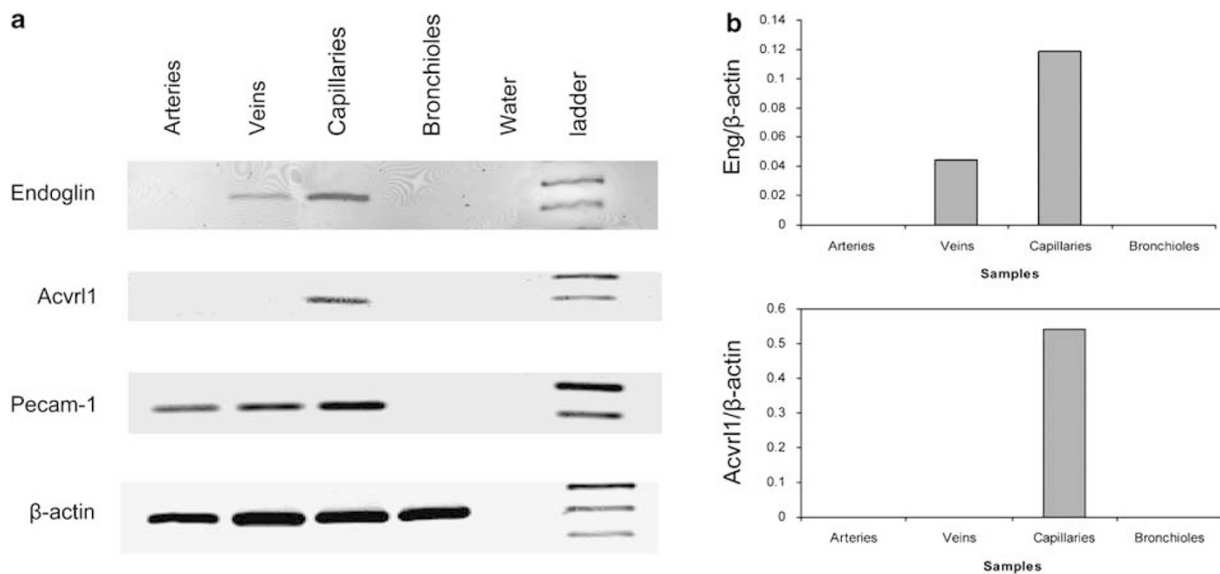 a
Arteries
Veins
Capillaries
Bronchioles
Water
ladder
Endoglin
Acvrl1
Pecam-1
β-actin
b
Eng/β-actin
0.14
0.12
0.1
0.08
0.06
0.04
0.02
0
Arteries Veins Capillaries Bronchioles
Samples
Acvrl1/β-actin
0.6
0.5
0.4
0.3
0.2
0.1
0
Arteries Veins Capillaries Bronchioles
Samples